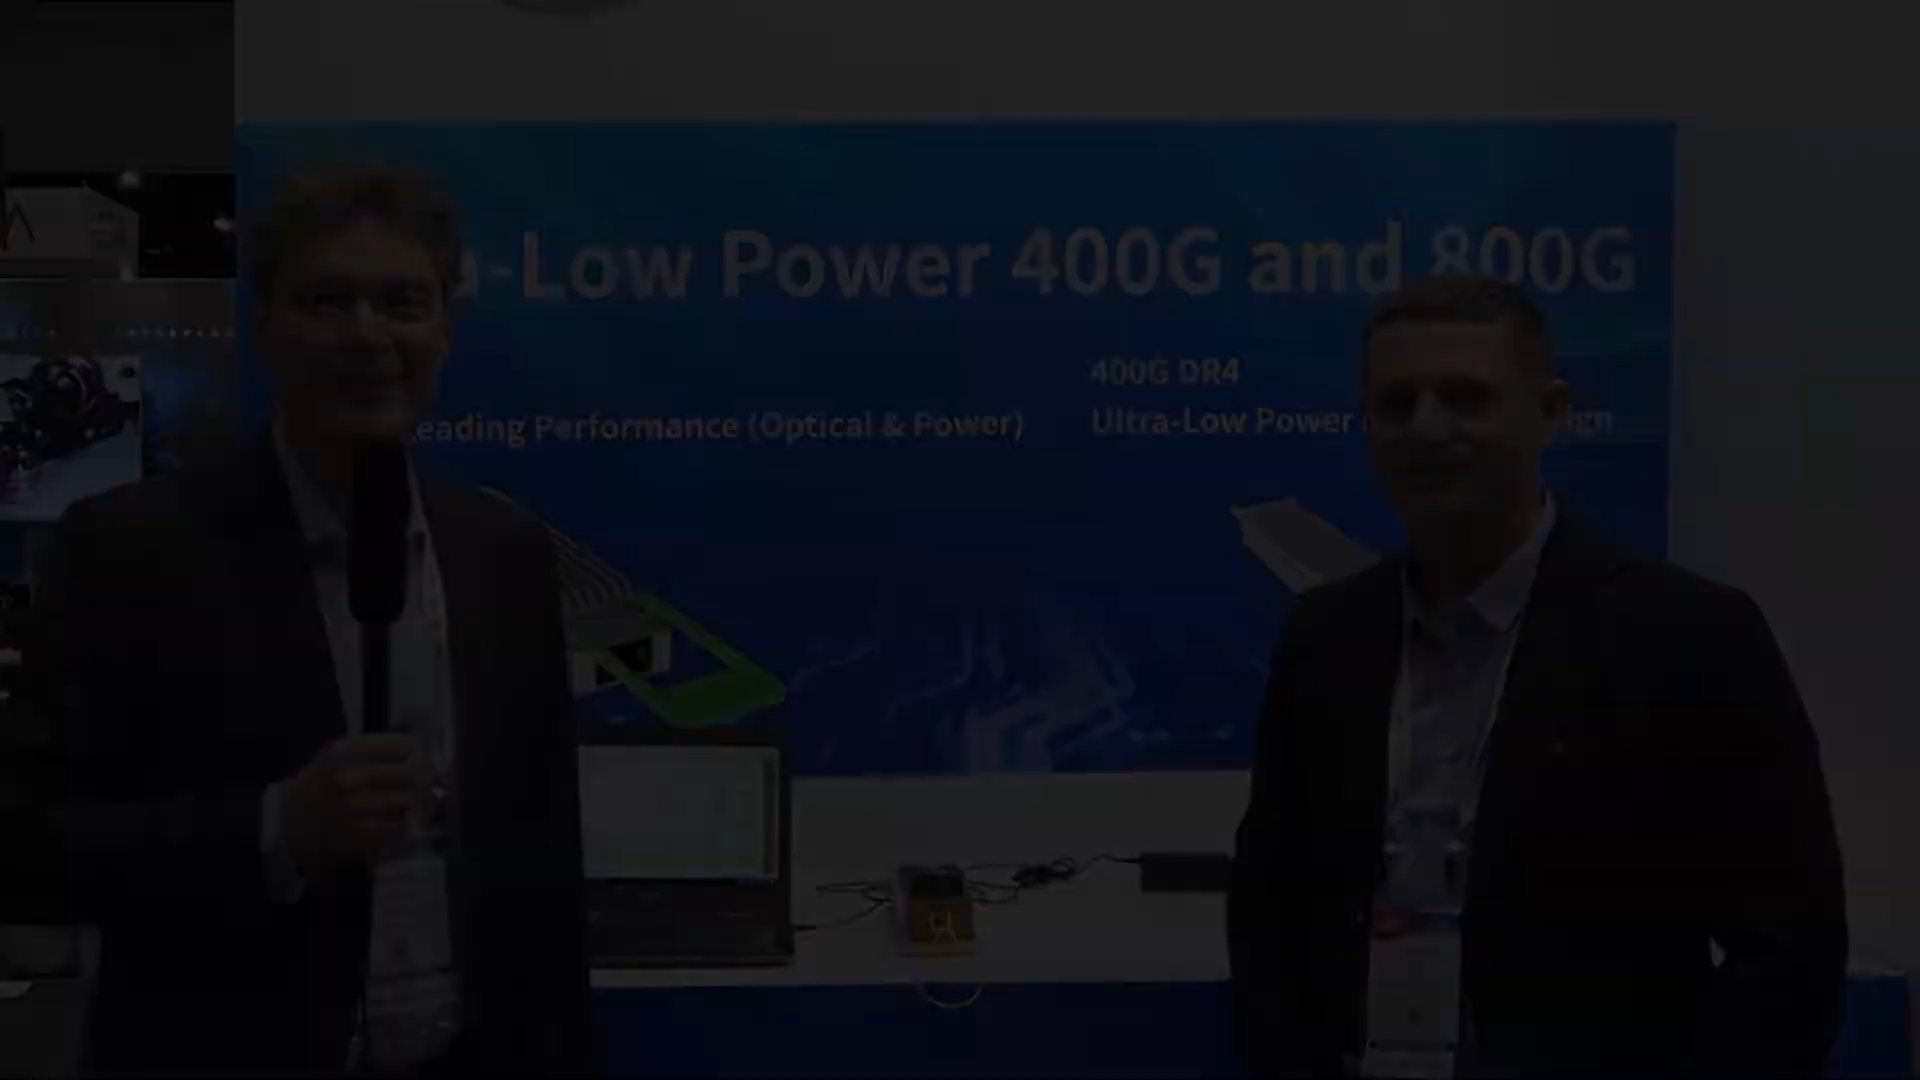 -Low Power 400G and 800G
400G DR4
eading Performance (Optical & Power)
Ultra-Low Power